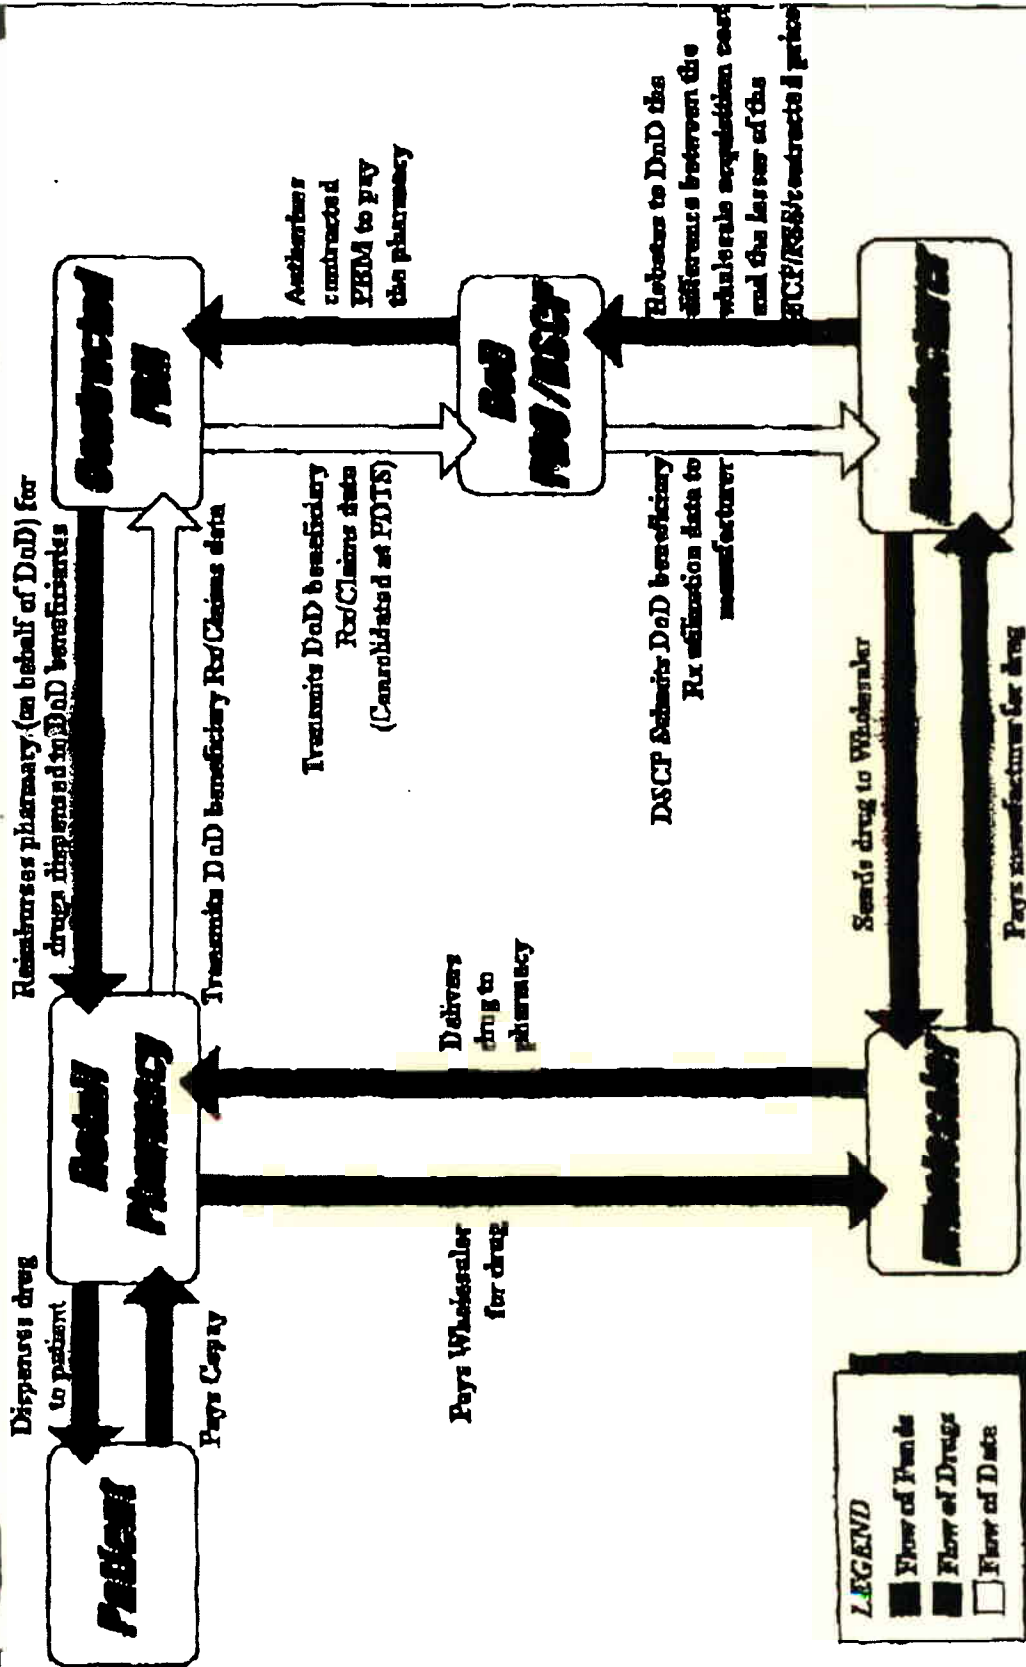 Patient
Dispenses drug
to patient
Pays Copay
Retail
Pharmacy
Reimburses pharmacy (on behalf of DoD) for
drugs dispensed to DoD beneficiaries
Transmits DoD beneficiary Rx/Claims data
Contracted
PBM
Authorizes
contracted
PBM to pay
the pharmacy
Transmits DoD beneficiary
Rx/Claims data
(Consolidated at PDTS)
DoD
/DSCP
Rebates to DoD the
difference between the
wholesale acquisition cost
and the lesser of the
FCP/FSS/contracted price
DSCP Submits DoD beneficiary
Rx utilization data to
manufacturer
Manufacturer
Sends drug to Wholesaler
Pays manufacturer for drug
Delivers
drug to
pharmacy
Pays Wholesaler
for drug
Wholesaler
LEGEND
Flow of Funds
Flow of Drugs
Flow of Data